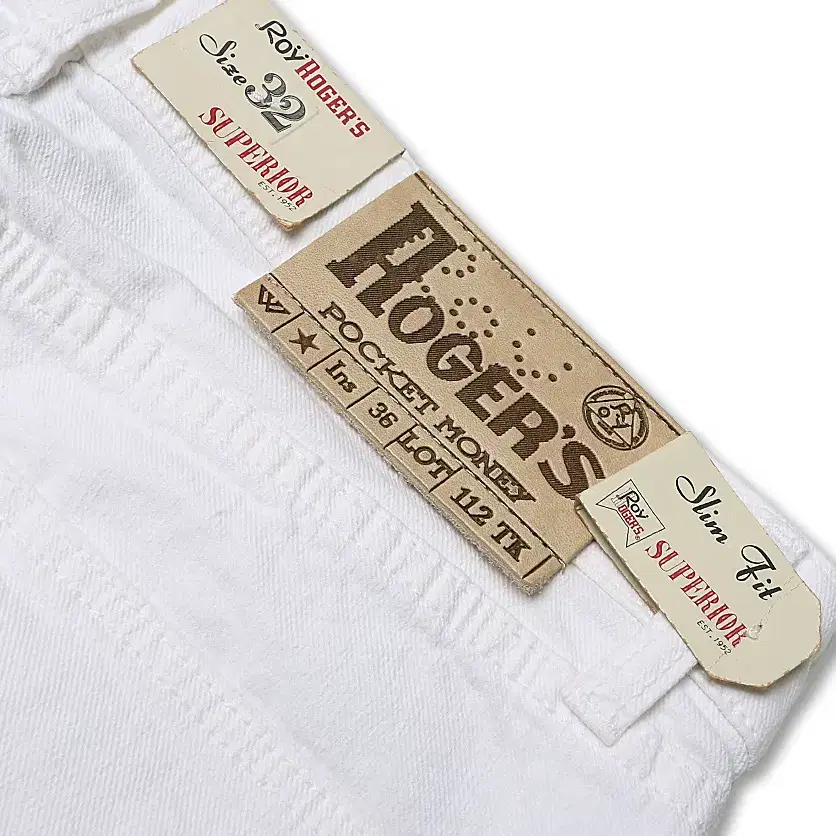 Roy ROGER'S
Size 32
SUPERIOR
EST. 1952
ROGER'S
POCKET MONEY
W ★ Ins 36 LOT 112 TK
ROY
Slim Fit
ROY
ROGER'S
SUPERIOR
EST. 1952